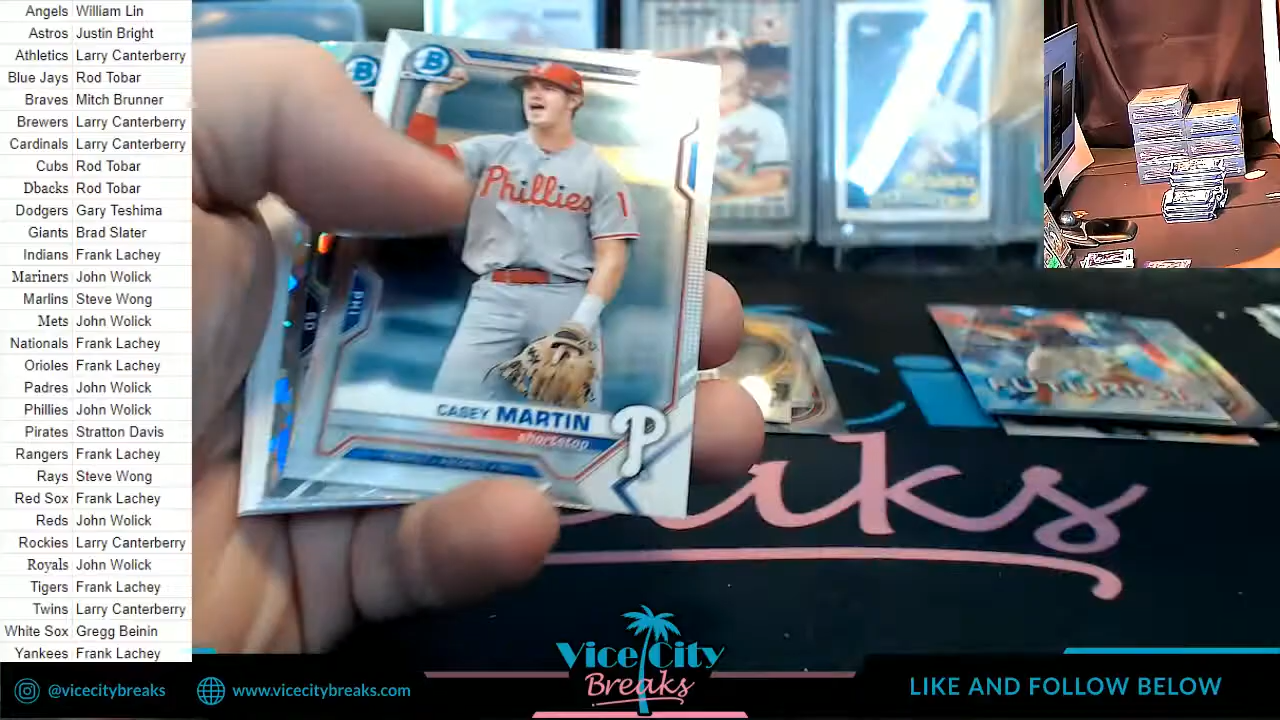 Angels William Lin
Astros Justin Bright
Athletics Larry Canterberry
Blue Jays Rod Tobar
Braves Mitch Brunner
Brewers Larry Canterberry
Cardinals Larry Canterberry
Cubs Rod Tobar
Dbacks Rod Tobar
Dodgers Gary Teshima
Giants Brad Slater
Indians Frank Lachey
Mariners John Wolick
Marlins Steve Wong
Mets John Wolick
Nationals Frank Lachey
Orioles Frank Lachey
Padres John Wolick
Phillies John Wolick
Pirates Stratton Davis
Rangers Frank Lachey
Rays Steve Wong
Red Sox Frank Lachey
Reds John Wolick
Rockies Larry Canterberry
Royals John Wolick
Tigers Frank Lachey
Twins Larry Canterberry
White Sox Gregg Beinin
Yankees Frank Lachey
B
B
Phillies 1
PHI
CASEY MARTIN
shortstop
P
FUTURIST
Vice City
Breaks
@vicecitybreaks
www.vicecitybreaks.com
LIKE AND FOLLOW BELOW